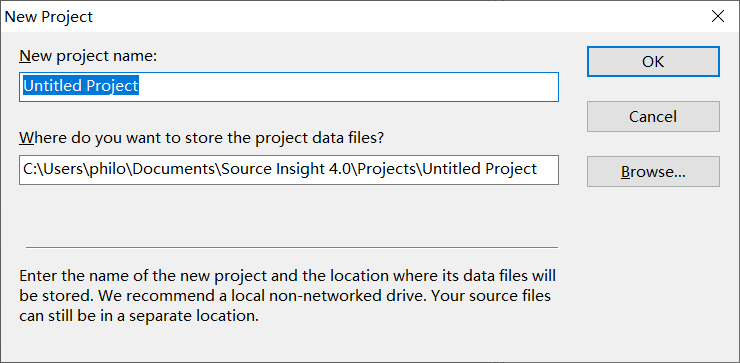 New Project
New project name:
OK
Untitled Project
Cancel
Where do you want to store the project data files?
C:\Users\philo\Documents\Source Insight 4.0\Projects\Untitled Project
Browse...
Enter the name of the new project and the location where its data files will
be stored. We recommend a local non-networked drive. Your source files
can still be in a separate location.